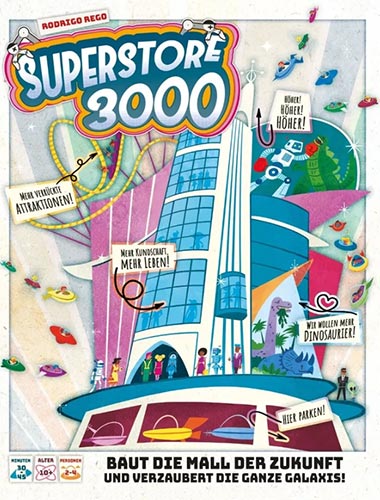 RODRIGO REGO
SUPERSTORE
3000
HÖHER!
HÖHER!
HÖHER!
MEHR VERRÜCKTE
ATTRAKTIONEN!
MEHR KUNDSCHAFT,
MEHR LEBEN!
WIR WOLLEN MEHR
DINOSAURIER!
HIER PARKEN!
MINUTEN
30-
45
ALTER
10+
PERSONEN
2-4
BAUT DIE MALL DER ZUKUNFT
UND VERZAUBERT DIE GANZE GALAXIS!